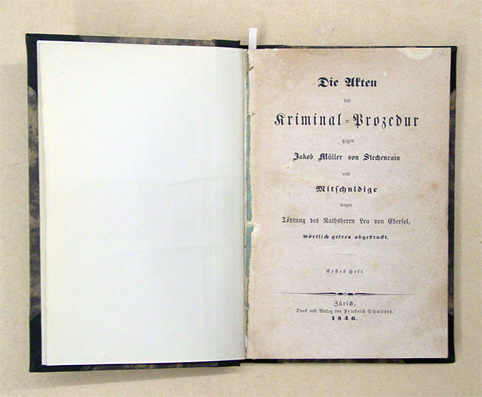 Die Akten
der
Kriminal-Prozedur
gegen
Jakob Müller von Stechenrain
und
Mitschuldige
wegen
Tödtung des Rathsherrn Leu von Ebersol,
wörtlich getreu abgedruckt.
Erstes Heft.
Zürich,
Druck und Verlag von Friedrich Schultheß.
1846.